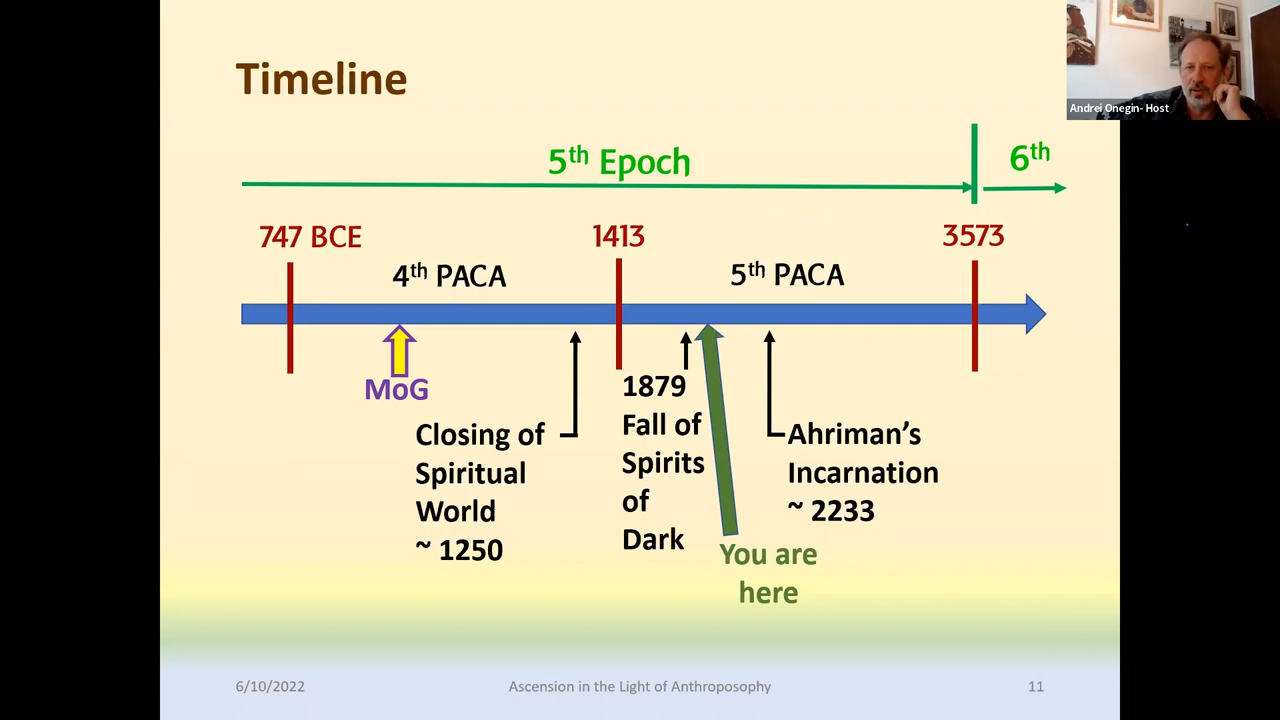 Timeline
Andrei Onegin- Host
5th Epoch
6th
747 BCE
1413
3573
4th PACA
5th PACA
MoG
Closing of
Spiritual
World
~ 1250
1879
Fall of
Spirits
of
Dark
Ahriman’s
Incarnation
~ 2233
You are
here
6/10/2022
Ascension in the Light of Anthroposophy
11